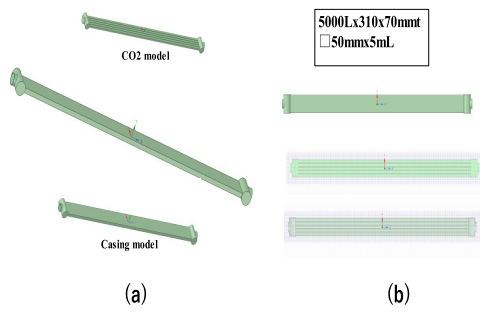 CO2 model
Casing model
(a)
5000Lx310x70mmt
□50mmx5mL
(b)